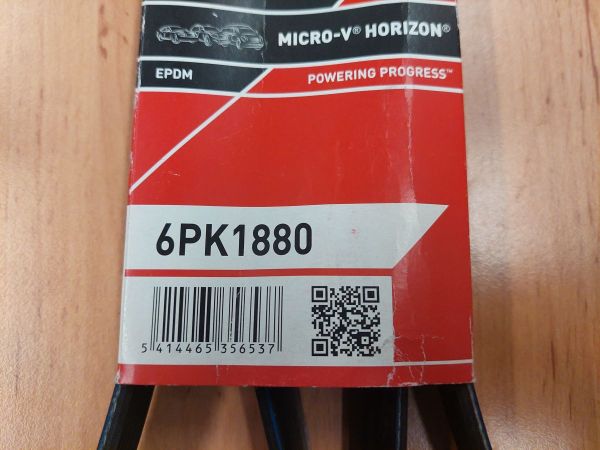 MICRO-V® HORIZON®
EPDM
POWERING PROGRESS™
6PK1880
5 414465 356537